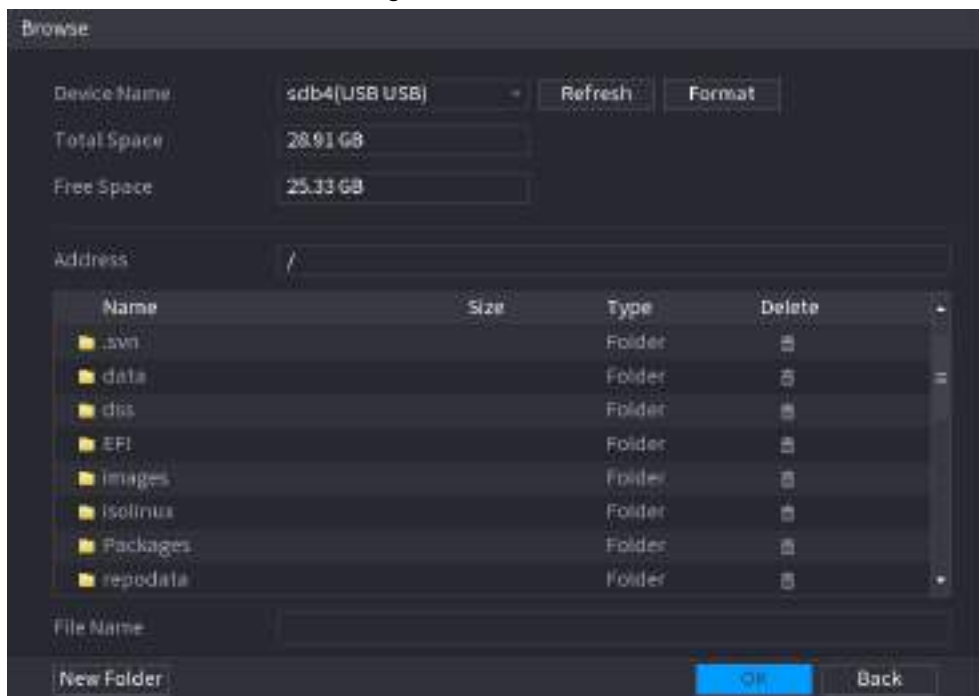 Browse
Device Name sdb4(USB USB) Refresh Format
Total Space 28.91 GB
Free Space 25.33 GB
Address /
Name Size Type Delete
.svn Folder
data Folder
dss Folder
EFI Folder
images Folder
isolinux Folder
Packages Folder
repodata Folder
File Name
New Folder OK Back